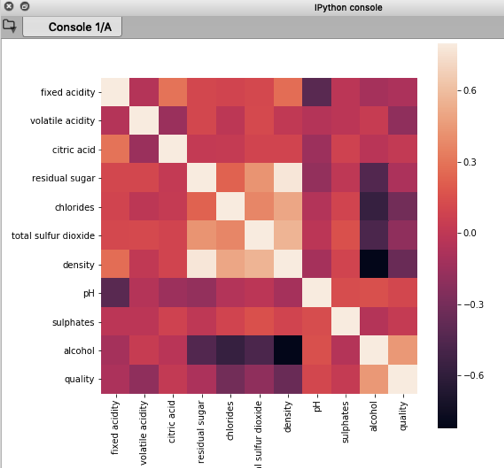 IPython console
Console 1/A
fixed acidity
volatile acidity
citric acid
residual sugar
chlorides
total sulfur dioxide
density
pH
sulphates
alcohol
quality
0.6
0.3
0.0
−0.3
−0.6
fixed acidity
volatile acidity
citric acid
residual sugar
chlorides
al sulfur dioxide
density
pH
sulphates
alcohol
quality